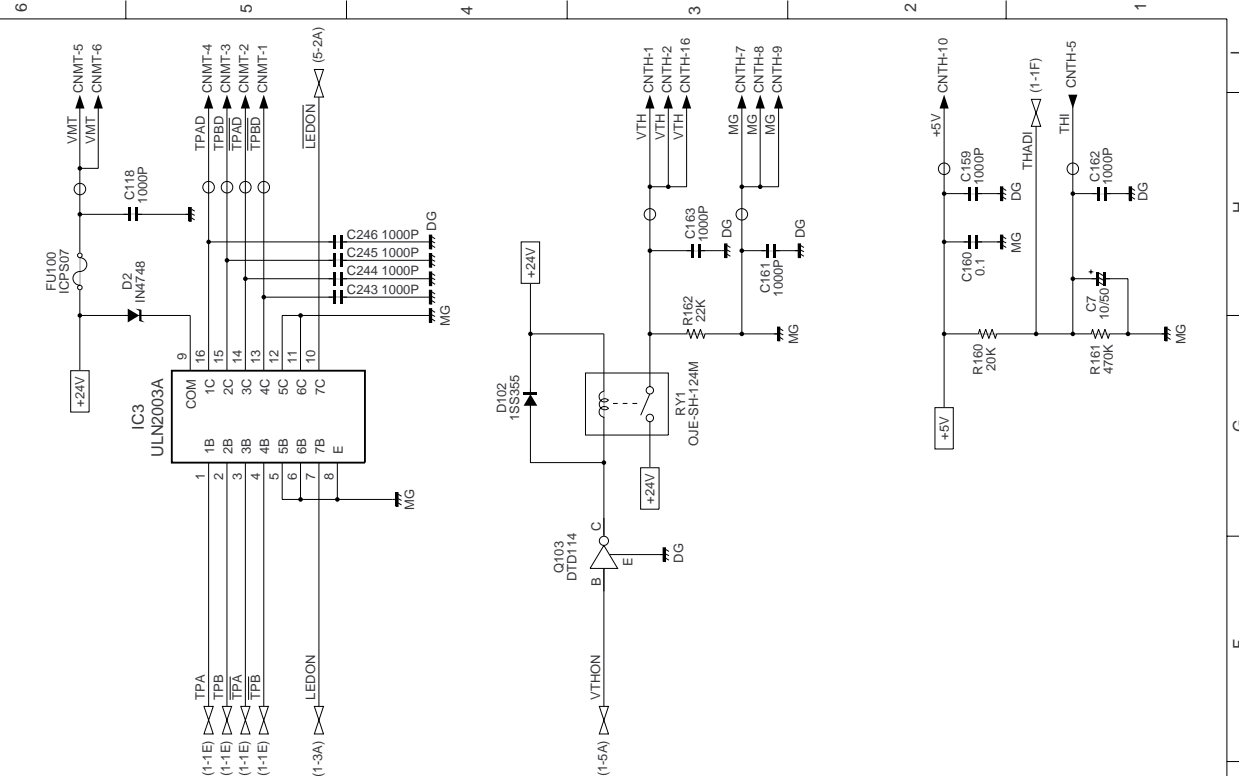 6
5
4
3
2
1
H
G
F
CNMT-5
CNMT-6
VMT
VMT
C118
1000P
FU100
ICPS07
D2
IN4748
+24V
CNMT-4
CNMT-3
CNMT-2
CNMT-1
TPAD
TPBD
TPAD
TPBD
(5-2A)
LEDON
C246 1000P
C245 1000P
C244 1000P
C243 1000P
DG
MG
IC3
ULN2003A
9 COM
16 1C
15 2C
14 3C
13 4C
12 5C
11 6C
10 7C
1 1B
2 2B
3 3B
4 4B
5 5B
6 6B
7 7B
8 E
MG
(1-1E) TPA
(1-1E) TPB
(1-1E) TPA
(1-1E) TPB
(1-3A) LEDON
CNTH-1
CNTH-2
CNTH-16
VTH
VTH
VTH
CNTH-7
CNTH-8
CNTH-9
MG
MG
MG
C163
1000P
DG
C161
1000P
DG
R162
22K
MG
+24V
D102
1SS355
RY1
OJE-SH-124M
+24V
Q103
DTD114
B
C
E
DG
(1-5A) VTHON
CNTH-10
+5V
C159
1000P
DG
C160
0.1
MG
(1-1F)
THADI
CNTH-5
THI
C162
1000P
DG
C7
10/50
+
R160
20K
R161
470K
MG
+5V